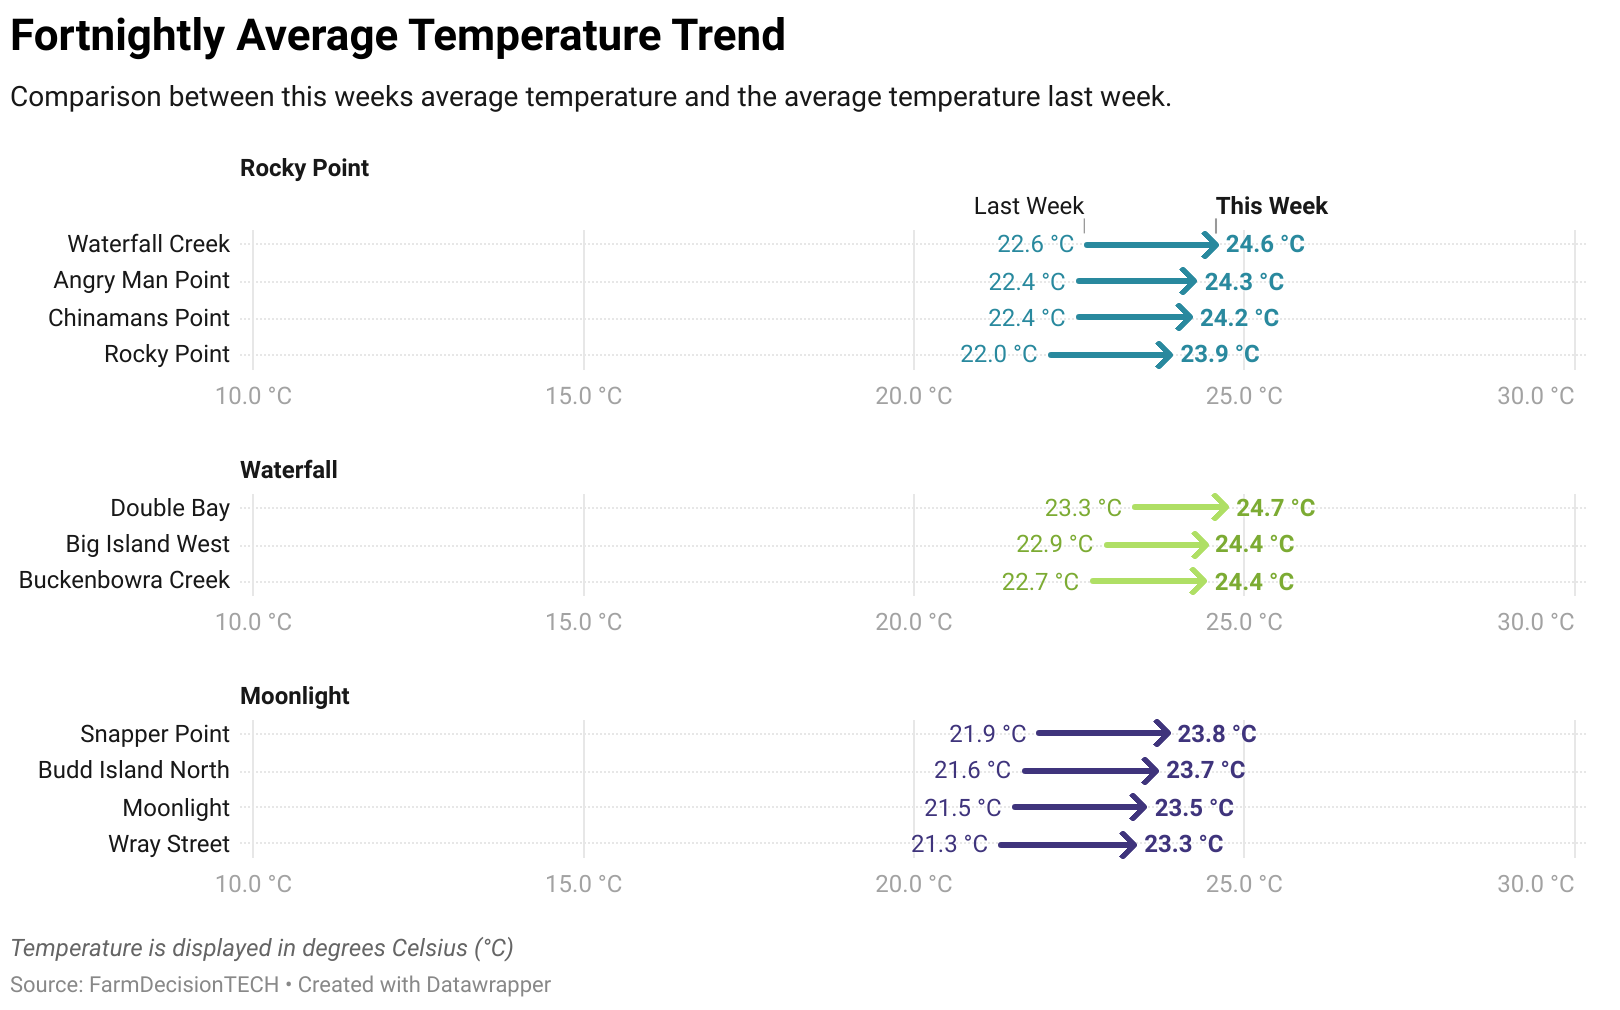 Fortnightly Average Temperature Trend
Comparison between this weeks average temperature and the average temperature last week.
Rocky Point
Last Week This Week
Waterfall Creek 22.6 °C 24.6 °C
Angry Man Point 22.4 °C 24.3 °C
Chinamans Point 22.4 °C 24.2 °C
Rocky Point 22.0 °C 23.9 °C
10.0 °C 15.0 °C 20.0 °C 25.0 °C 30.0 °C
Waterfall
Double Bay 23.3 °C 24.7 °C
Big Island West 22.9 °C 24.4 °C
Buckenbowra Creek 22.7 °C 24.4 °C
10.0 °C 15.0 °C 20.0 °C 25.0 °C 30.0 °C
Moonlight
Snapper Point 21.9 °C 23.8 °C
Budd Island North 21.6 °C 23.7 °C
Moonlight 21.5 °C 23.5 °C
Wray Street 21.3 °C 23.3 °C
10.0 °C 15.0 °C 20.0 °C 25.0 °C 30.0 °C
Temperature is displayed in degrees Celsius (°C)
Source: FarmDecisionTECH • Created with Datawrapper